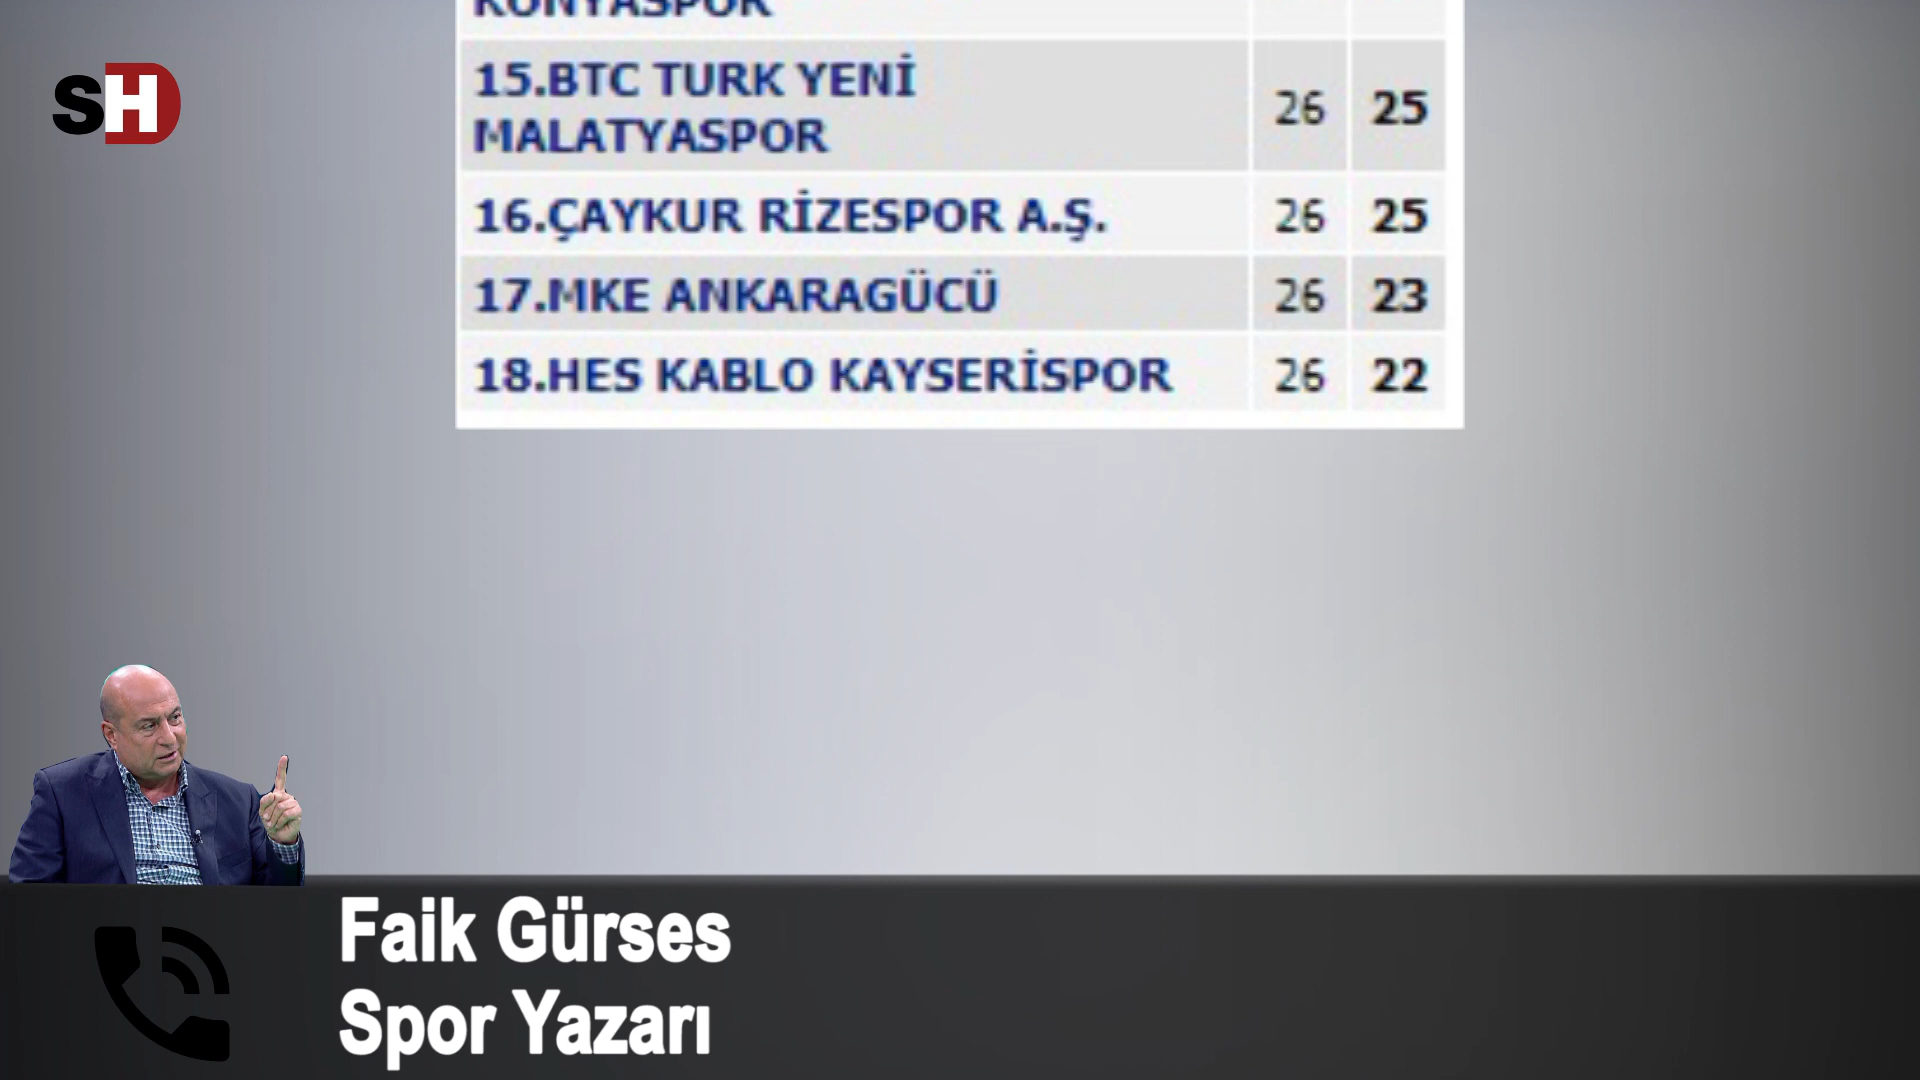 KONYASPOR
SHD
15.BTC TURK YENİ
MALATYASPOR
26 25
16.ÇAYKUR RİZESPOR A.Ş. 26 25
17.MKE ANKARAGÜCÜ 26 23
18.HES KABLO KAYSERİSPOR 26 22
Faik Gürses
Spor Yazarı